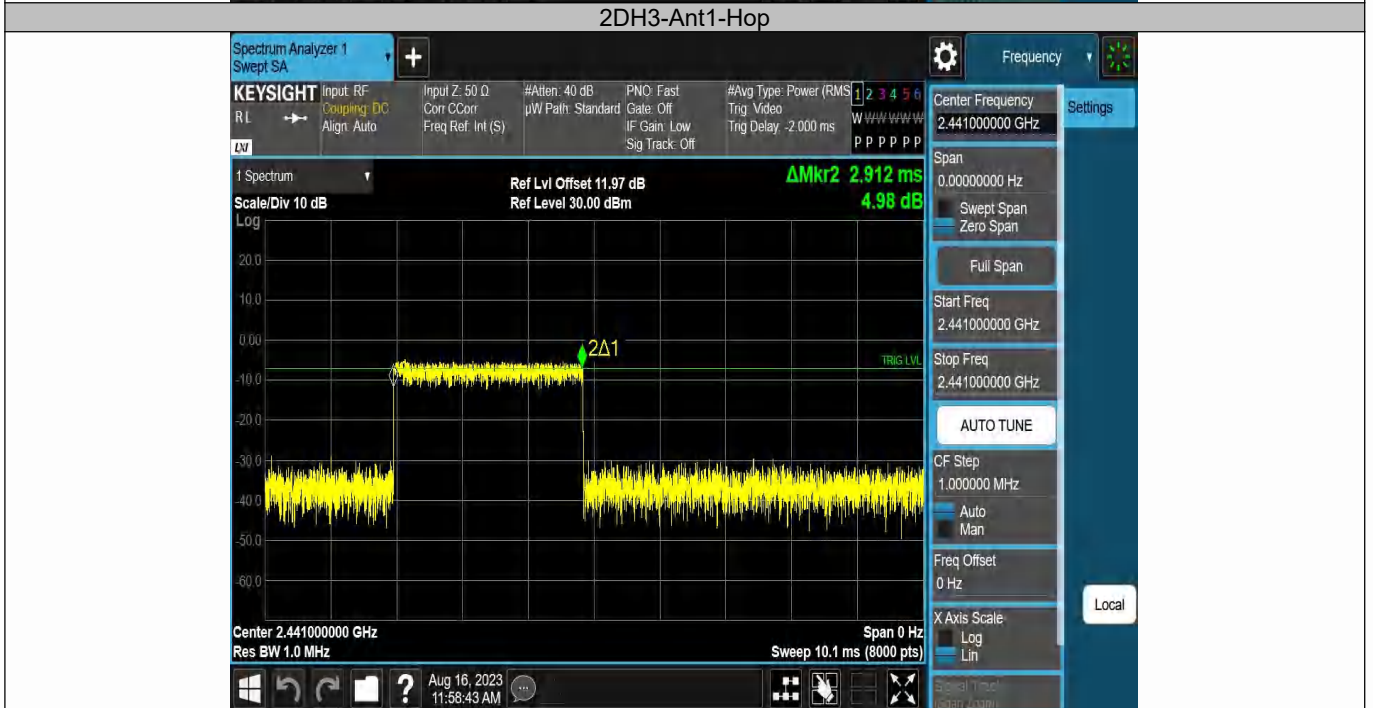 2DH3-Ant1-Hop
Spectrum Analyzer 1
Swept SA
Frequency
KEYSIGHT
R L
LXI
Input: RF
Coupling: DC
Align: Auto
Input Z: 50 Ω
Corr CCorr
Freq Ref: Int (S)
#Atten: 40 dB
µW Path: Standard
PNO: Fast
Gate: Off
IF Gain: Low
Sig Track: Off
#Avg Type: Power (RMS
Trig: Video
Trig Delay: -2.000 ms
1 2 3 4 5 6
W W W W W W
P P P P P P
1 Spectrum
Scale/Div 10 dB
Log
Ref Lvl Offset 11.97 dB
Ref Level 30.00 dBm
ΔMkr2 2.912 ms
4.98 dB
20.0
10.0
0.00
-10.0
-20.0
-30.0
-40.0
-50.0
-60.0
2Δ1
TRIG LVL
Center 2.441000000 GHz
Res BW 1.0 MHz
Span 0 Hz
Sweep 10.1 ms (8000 pts)
Aug 16, 2023
11:58:43 AM
Center Frequency
2.441000000 GHz
Settings
Span
0.00000000 Hz
Swept Span
Zero Span
Full Span
Start Freq
2.441000000 GHz
Stop Freq
2.441000000 GHz
AUTO TUNE
CF Step
1.000000 MHz
Auto
Man
Freq Offset
0 Hz
X Axis Scale
Log
Lin
Local
Signal Track
(Span Zoom)